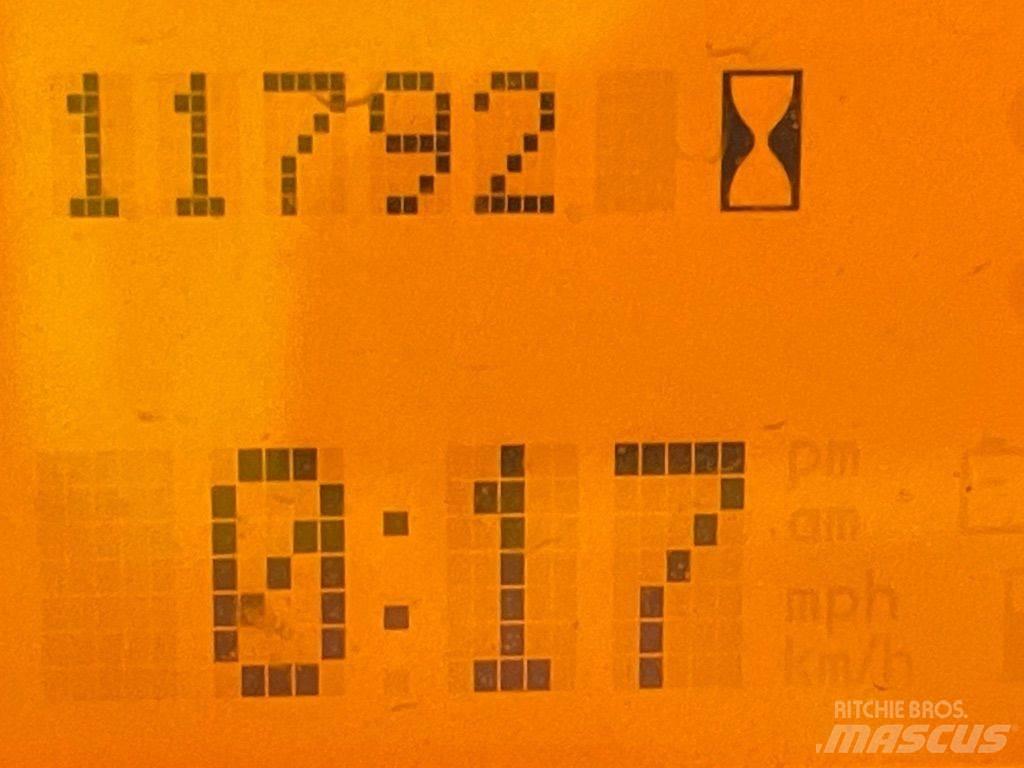 11792
0:17
pm
am
mph
km/h
RITCHIE BROS.
MASCUS